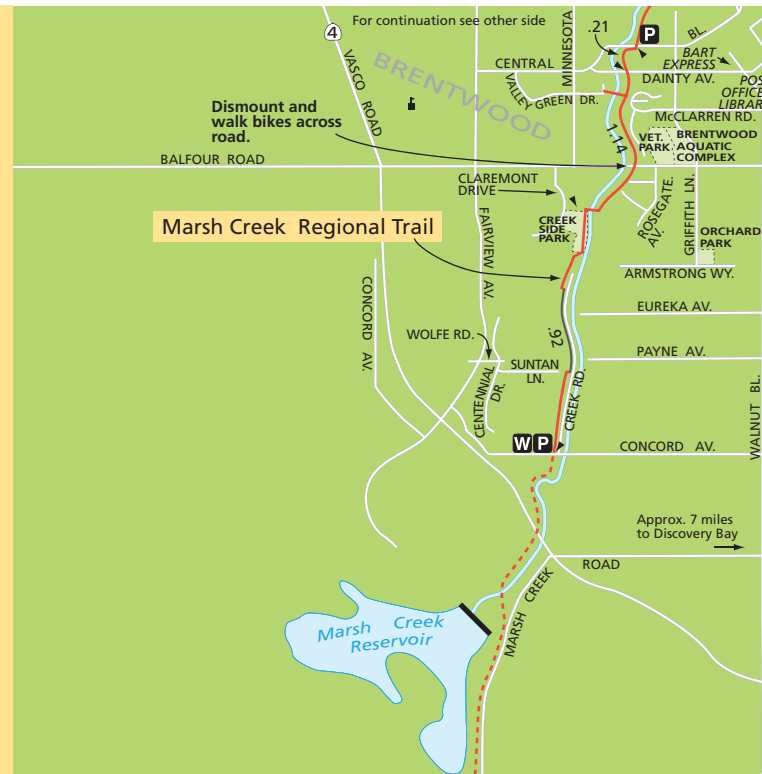 For continuation see other side
4
VASCO ROAD
BRENTWOOD
MINNESOTA
.21
P
BL.
CENTRAL
BART
EXPRESS
DAINTY AV.
VALLEY GREEN DR.
POS
OFFICE
LIBRAR
McCLARREN RD.
Dismount and
walk bikes across
road.
1.14
VET.
PARK
BRENTWOOD
AQUATIC
COMPLEX
BALFOUR ROAD
CLAREMONT
DRIVE
FAIRVIEW AV.
CREEK
SIDE
PARK
ROSEGATE.
AV.
GRIFFITH LN.
ORCHARD
PARK
Marsh Creek Regional Trail
ARMSTRONG WY.
CONCORD AV.
EUREKA AV.
.92
WOLFE RD.
PAYNE AV.
SUNTAN
LN.
CENTENNIAL
DR.
CREEK RD.
WALNUT BL.
W P
CONCORD AV.
Approx. 7 miles
to Discovery Bay
ROAD
MARSH CREEK
Marsh Creek
Reservoir